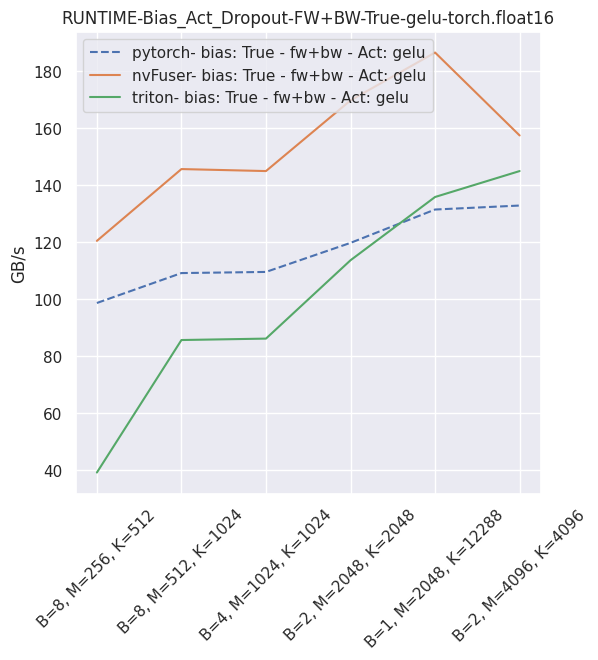 RUNTIME-Bias_Act_Dropout-FW+BW-True-gelu-torch.float16
pytorch- bias: True - fw+bw - Act: gelu
nvFuser- bias: True - fw+bw - Act: gelu
triton- bias: True - fw+bw - Act: gelu
GB/s
180
160
140
120
100
80
60
40
B=8, M=256, K=512
B=8, M=512, K=1024
B=4, M=1024, K=1024
B=2, M=2048, K=2048
B=1, M=2048, K=12288
B=2, M=4096, K=4096